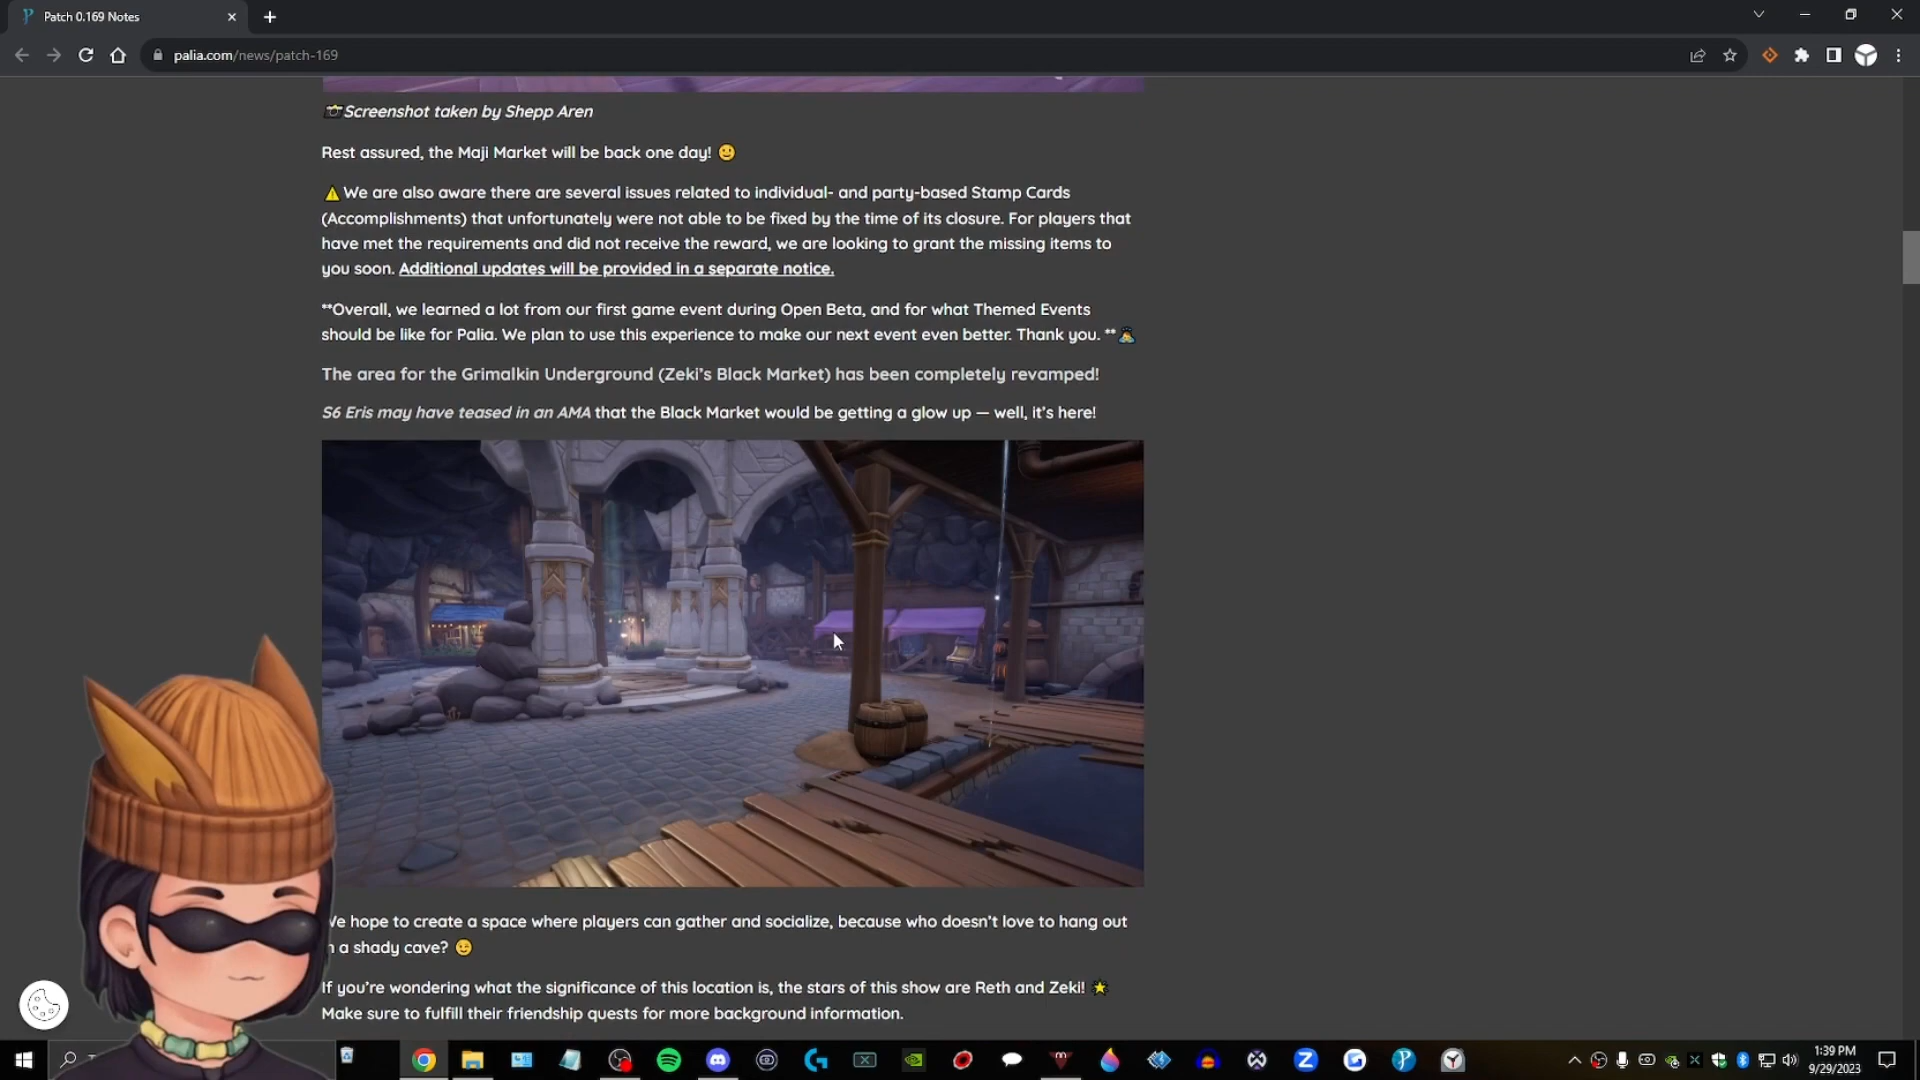 Patch 0.169 Notes
palia.com/news/patch-169
Screenshot taken by Shepp Aren
Rest assured, the Maji Market will be back one day! 🙂
⚠️We are also aware there are several issues related to individual- and party-based Stamp Cards
(Accomplishments) that unfortunately were not able to be fixed by the time of its closure. For players that
have met the requirements and did not receive the reward, we are looking to grant the missing items to
you soon. Additional updates will be provided in a separate notice.
**Overall, we learned a lot from our first game event during Open Beta, and for what Themed Events
should be like for Palia. We plan to use this experience to make our next event even better. Thank you. **
The area for the Grimalkin Underground (Zeki's Black Market) has been completely revamped!
S6 Eris may have teased in an AMA that the Black Market would be getting a glow up — well, it's here!
We hope to create a space where players can gather and socialize, because who doesn't love to hang out
a shady cave? 😉
If you're wondering what the significance of this location is, the stars of this show are Reth and Zeki! 🌟
Make sure to fulfill their friendship quests for more background information.
1:39 PM
9/29/2023